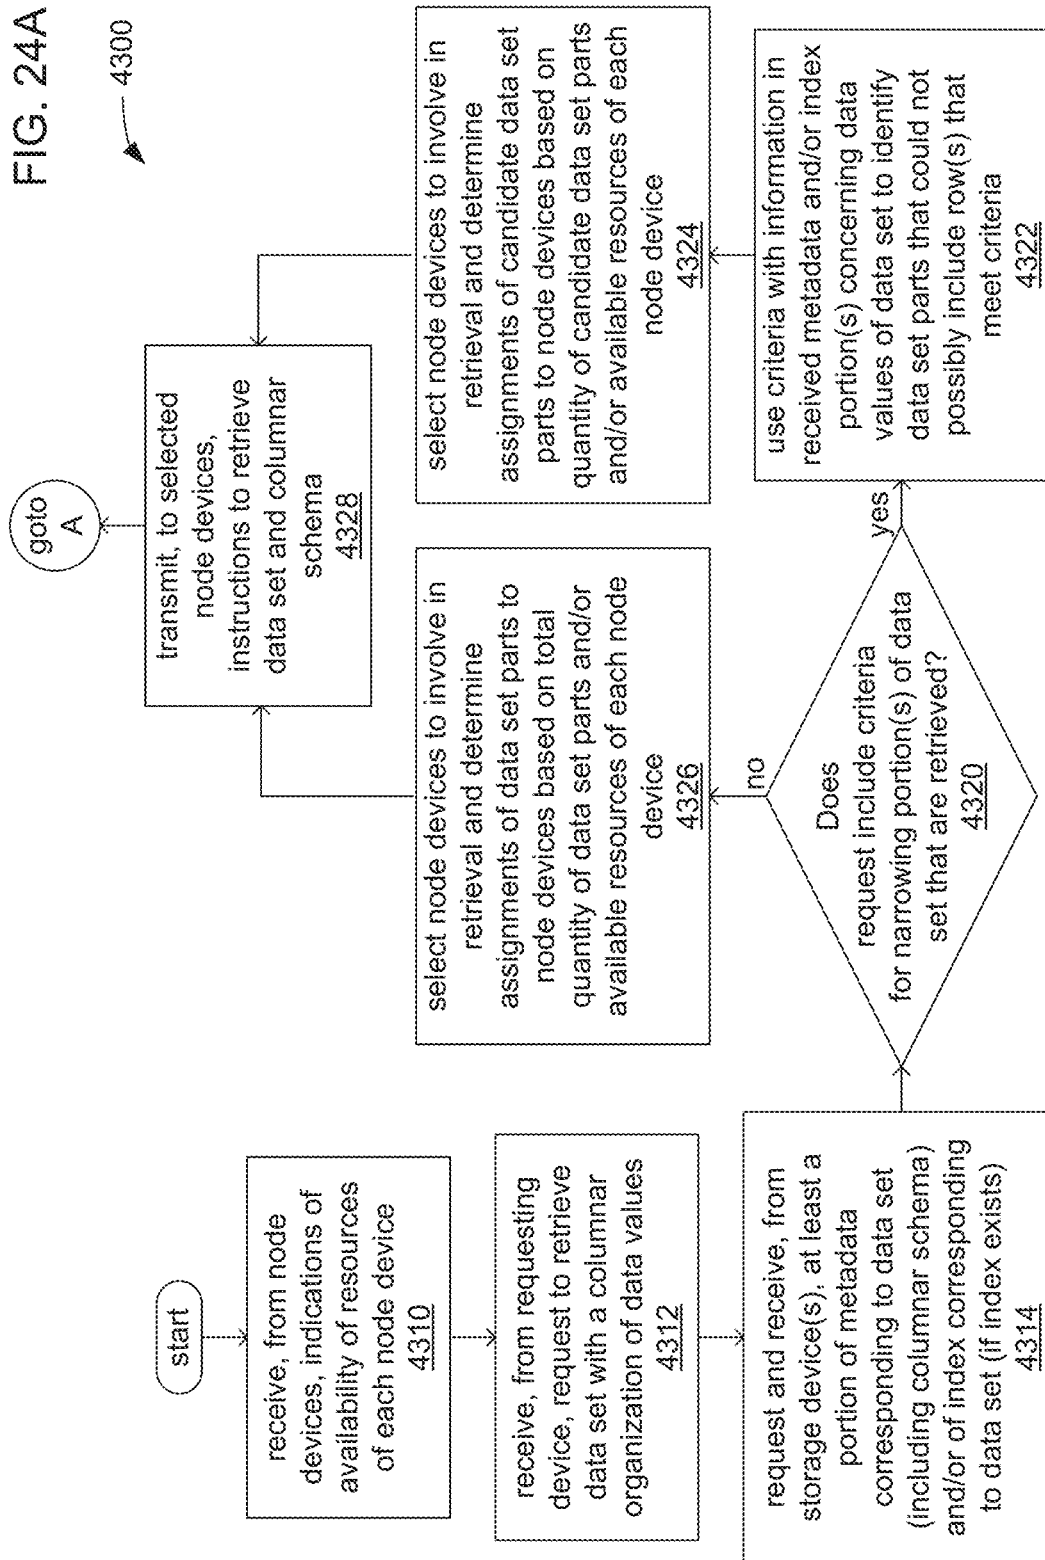 FIG. 24A
4300
start
receive, from node
devices, indications of
availability of resources
of each node device
4310
receive, from requesting
device, request to retrieve
data set with a columnar
organization of data values
4312
request and receive, from
storage device(s), at least a
portion of metadata
corresponding to data set
(including columnar schema)
and/or of index corresponding
to data set (if index exists)
4314
Does
request include criteria
for narrowing portion(s) of data
set that are retrieved?
4320
no
yes
select node devices to involve in
retrieval and determine
assignments of data set parts to
node devices based on total
quantity of data set parts and/or
available resources of each node
device
4326
use criteria with information in
received metadata and/or index
portion(s) concerning data
values of data set to identify
data set parts that could not
possibly include row(s) that
meet criteria
4322
select node devices to involve in
retrieval and determine
assignments of candidate data set
parts to node devices based on
quantity of candidate data set parts
and/or available resources of each
node device
4324
transmit, to selected
node devices,
instructions to retrieve
data set and columnar
schema
4328
goto
A